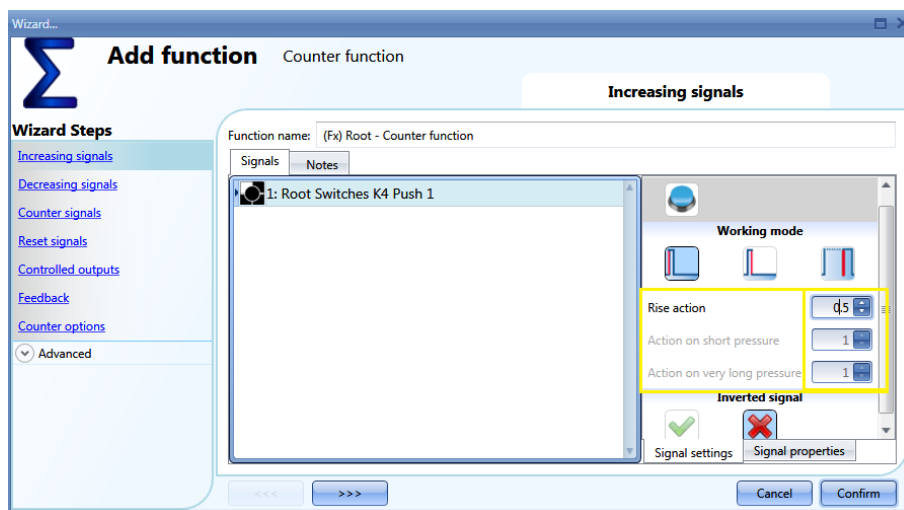 Wizard...
Add function Counter function
Increasing signals
Wizard Steps
Increasing signals
Decreasing signals
Counter signals
Reset signals
Controlled outputs
Feedback
Counter options
Advanced
Function name: (Fx) Root - Counter function
Signals Notes
1: Root Switches K4 Push 1
Working mode
Rise action 0.5
Action on short pressure 1
Action on very long pressure 1
Inverted signal
Signal settings Signal properties
<<< >>> Cancel Confirm